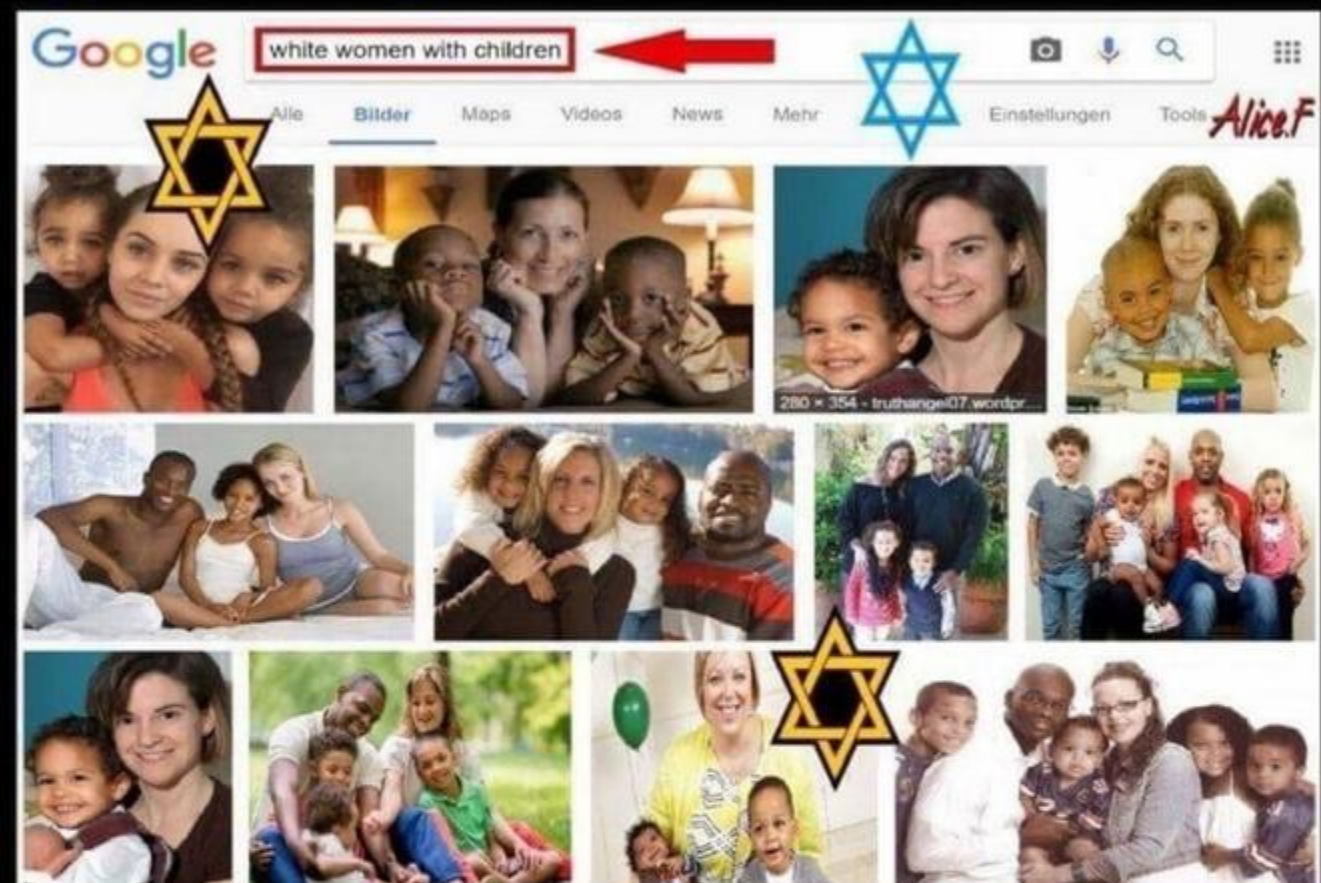 Google
white women with children
Alle Bilder Maps Videos News Mehr Einstellungen Tools
Alice.F
280 × 354 - truthangel07.wordpr...